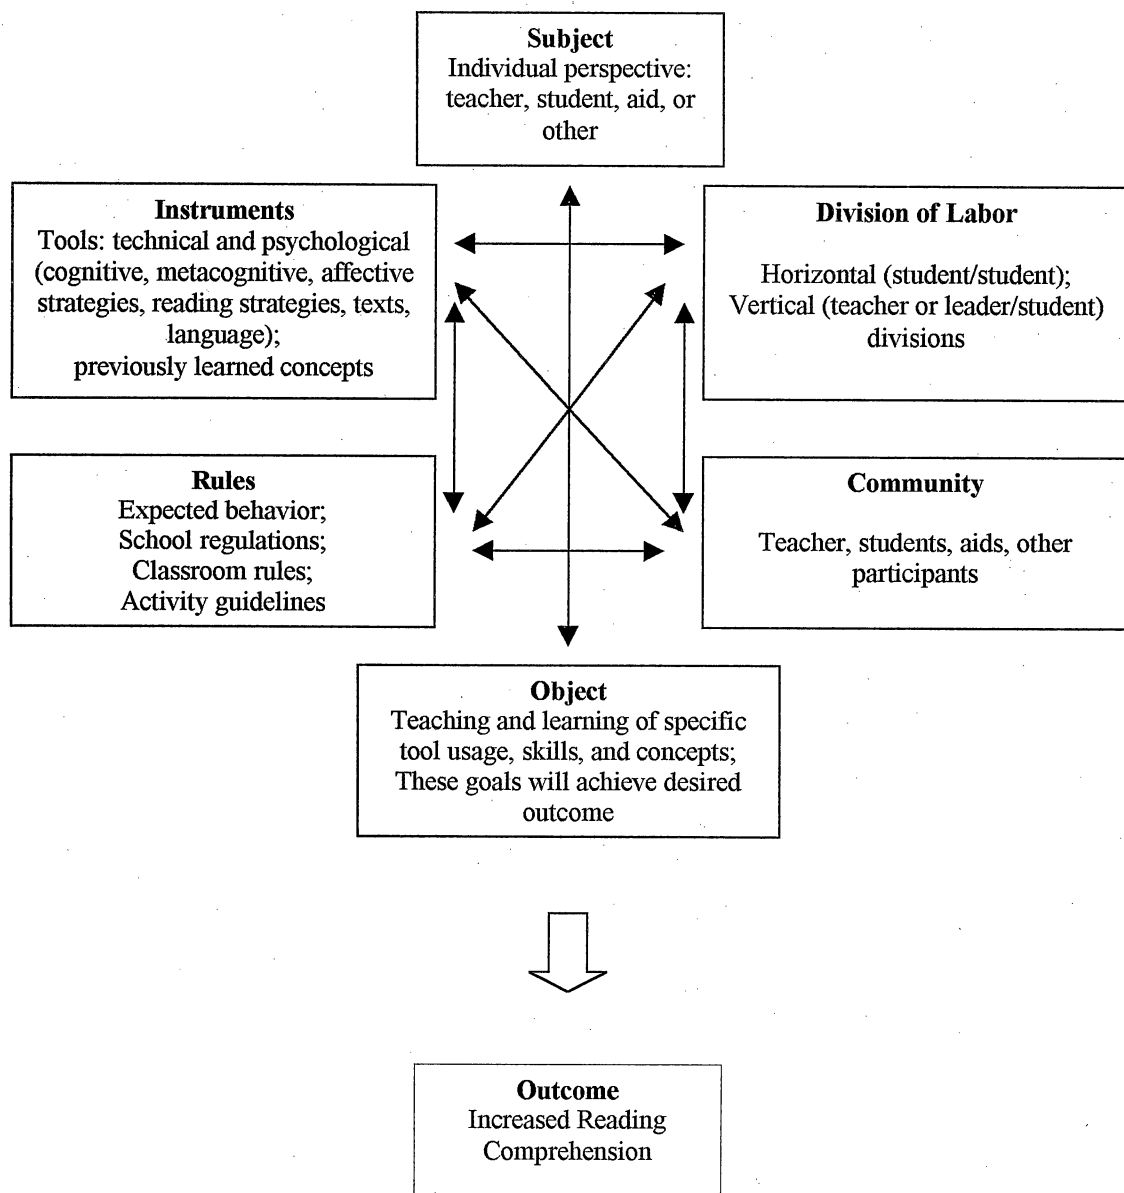 Subject
Individual perspective:
teacher, student, aid, or
other
Instruments
Tools: technical and psychological
(cognitive, metacognitive, affective
strategies, reading strategies, texts,
language);
previously learned concepts
Division of Labor
Horizontal (student/student);
Vertical (teacher or leader/student)
divisions
Rules
Expected behavior;
School regulations;
Classroom rules;
Activity guidelines
Community
Teacher, students, aids, other
participants
Object
Teaching and learning of specific
tool usage, skills, and concepts;
These goals will achieve desired
outcome
Outcome
Increased Reading
Comprehension